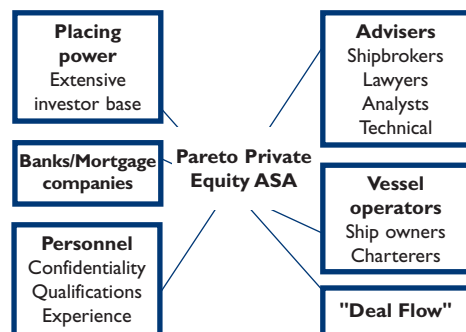 Placing
power
Extensive
investor base
Banks/Mortgage
companies
Personnel
Confidentiality
Qualifications
Experience
Pareto Private
Equity ASA
Advisers
Shipbrokers
Lawyers
Analysts
Technical
Vessel
operators
Ship owners
Charterers
"Deal Flow"